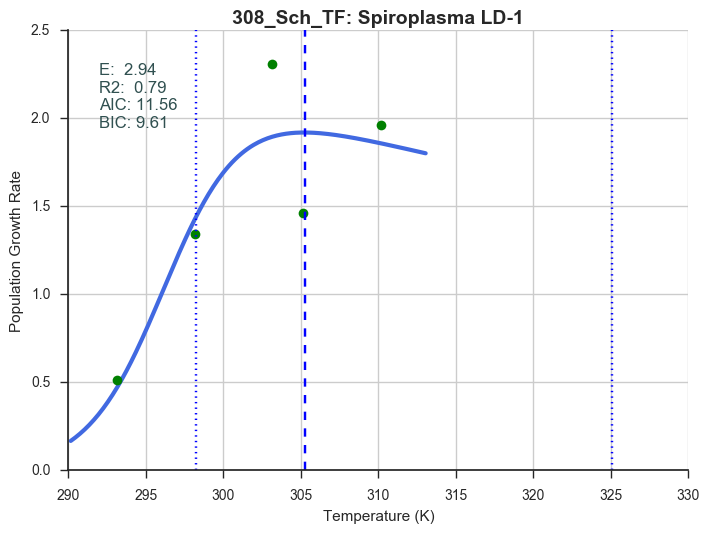 308_Sch_TF: Spiroplasma LD-1
E:  2.94
R2:  0.79
AIC: 11.56
BIC: 9.61
Population Growth Rate
2.5
2.0
1.5
1.0
0.5
0.0
290 295 300 305 310 315 320 325 330
Temperature (K)